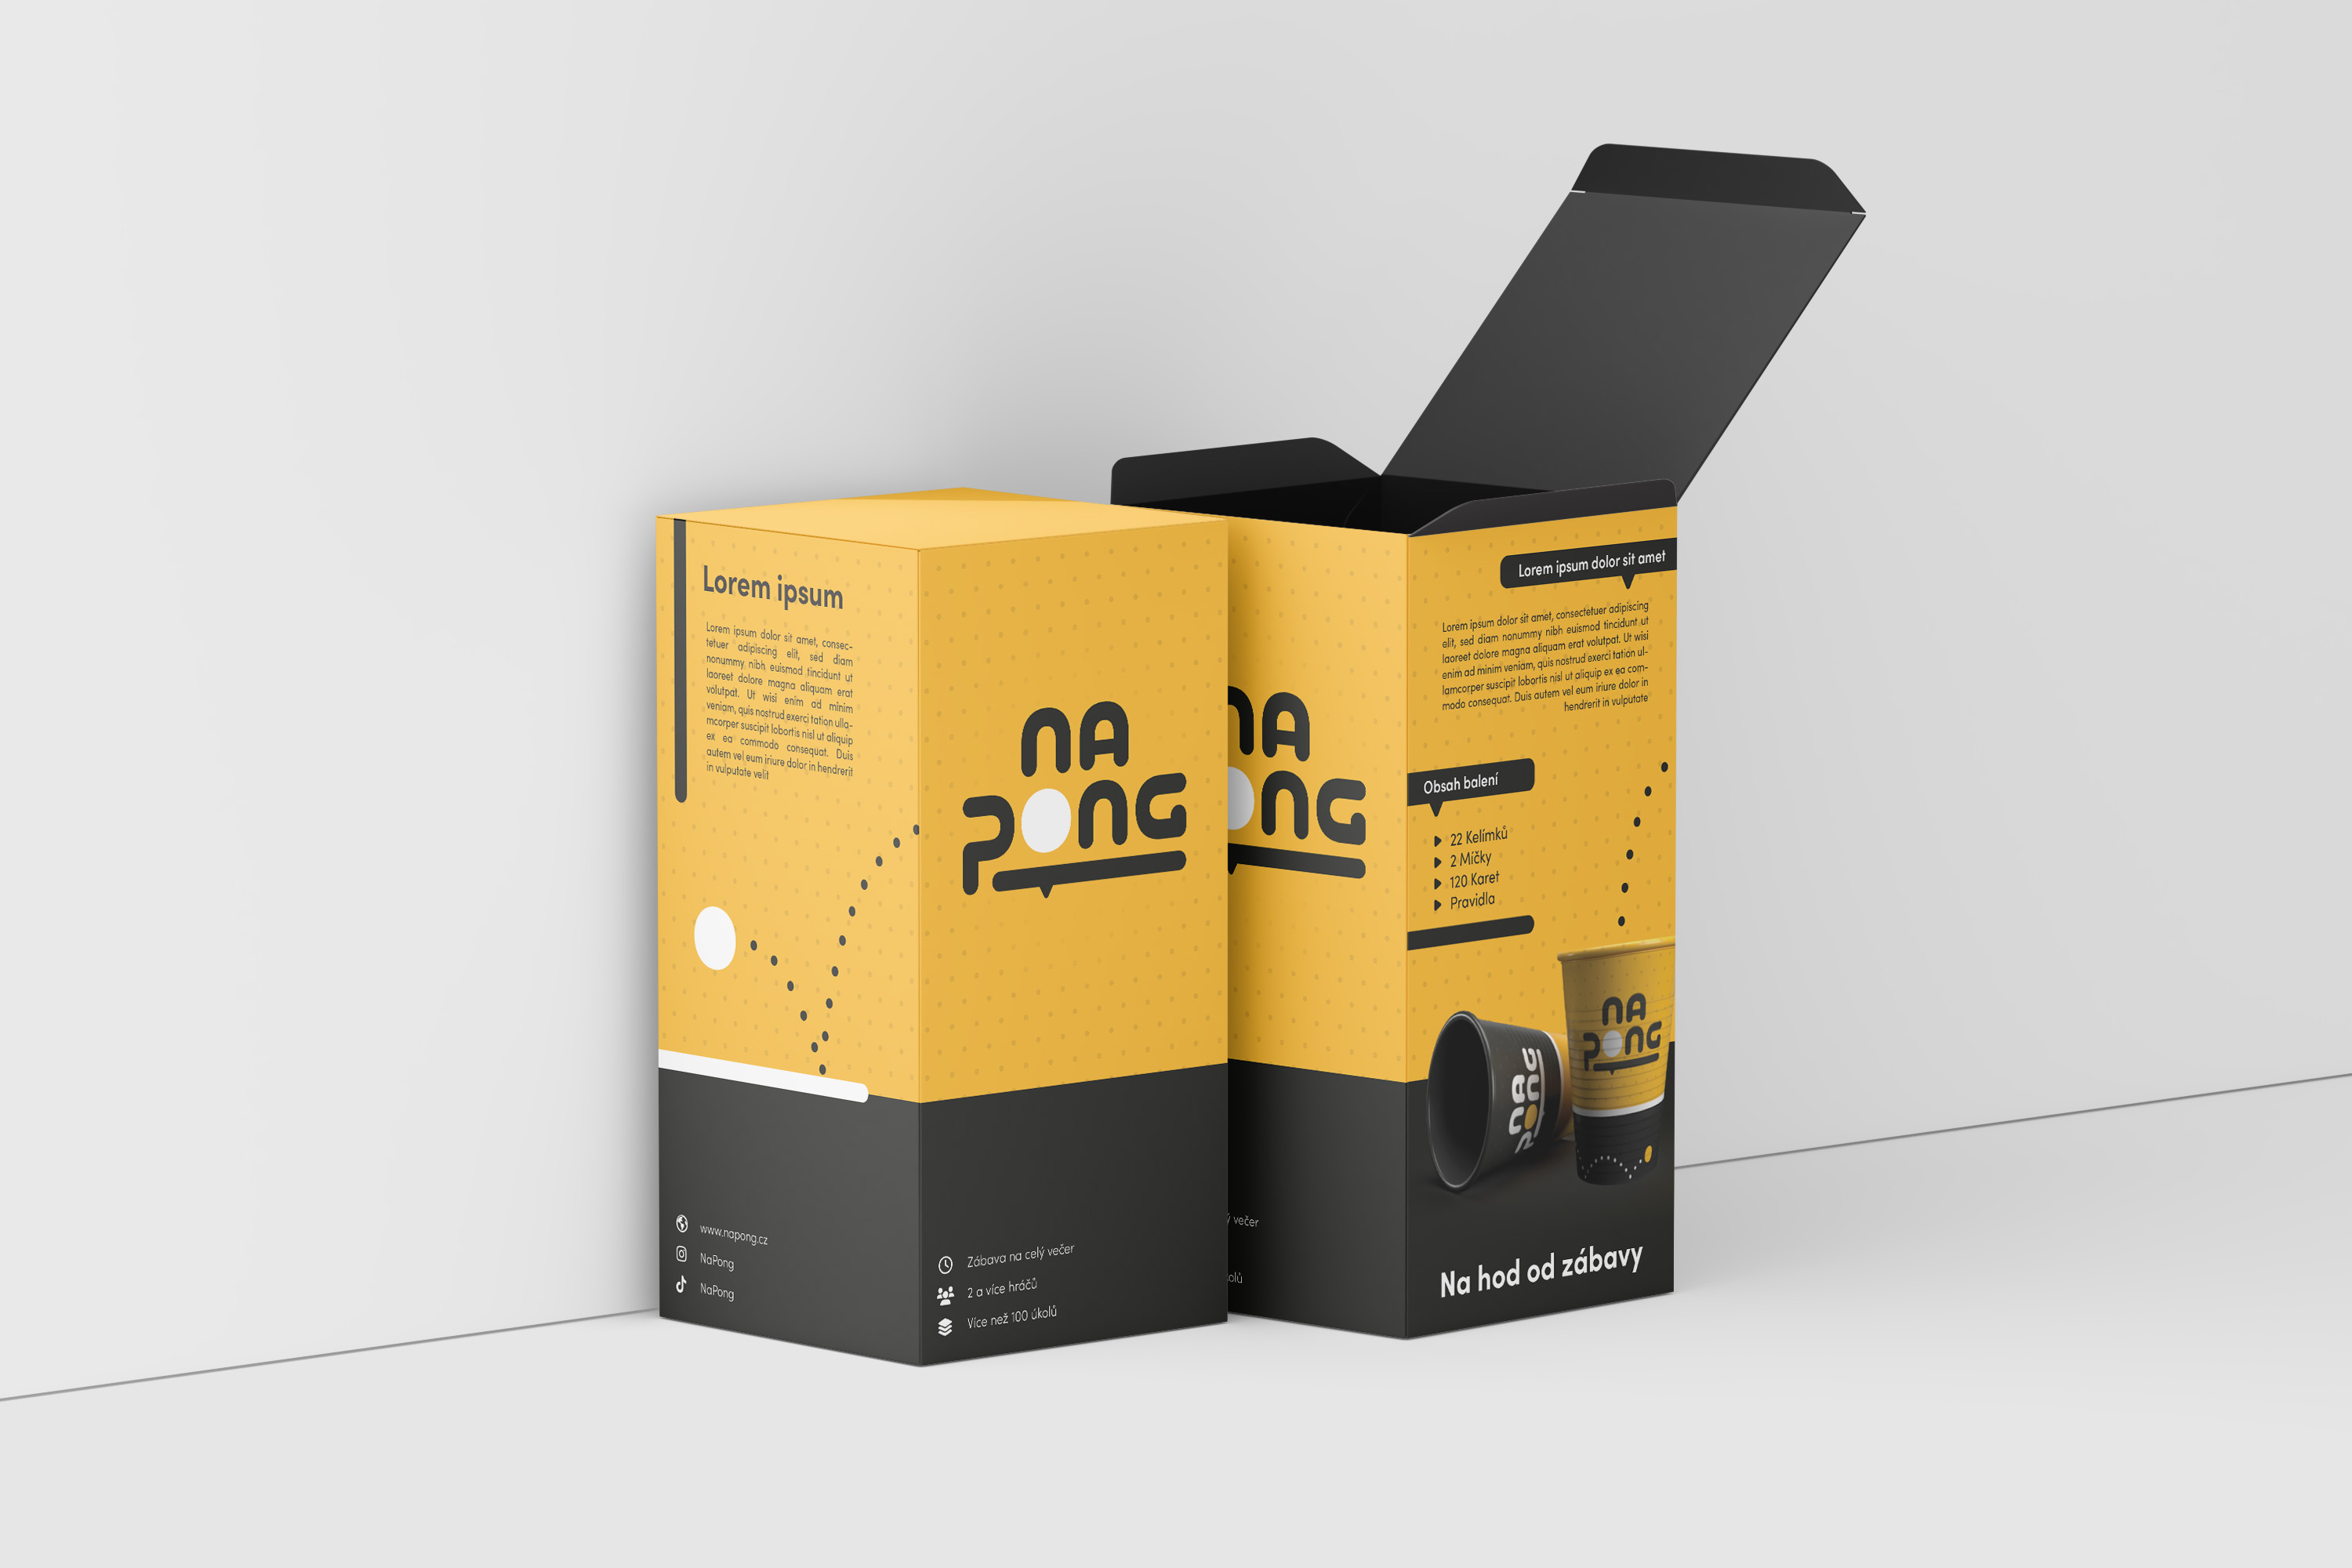 Lorem ipsum
Lorem ipsum dolor sit amet, consec-
tetuer adipiscing elit, sed diam
nonummy nibh euismod tincidunt ut
laoreet dolore magna aliquam erat
volutpat. Ut wisi enim ad minim
veniam, quis nostrud exerci tation ulla-
mcorper suscipit lobortis nisl ut aliquip
ex ea commodo consequat. Duis
autem vel eum iriure dolor in hendrerit
in vulputate velit
www.napong.cz
NaPong
NaPong
NA
PONG
Zábava na celý večer
2 a více hráčů
Více než 100 úkolů
NA
ONG
ý večer
kolů
Lorem ipsum dolor sit amet
Lorem ipsum dolor sit amet, consectetuer adipiscing
elit, sed diam nonummy nibh euismod tincidunt ut
laoreet dolore magna aliquam erat volutpat. Ut wisi
enim ad minim veniam, quis nostrud exerci tation ul-
lamcorper suscipit lobortis nisl ut aliquip ex ea com-
modo consequat. Duis autem vel eum iriure dolor in
hendrerit in vulputate
Obsah balení
22 Kelímků
2 Míčky
120 Karet
Pravidla
NA
PONG
NA
PONG
Na hod od zábavy